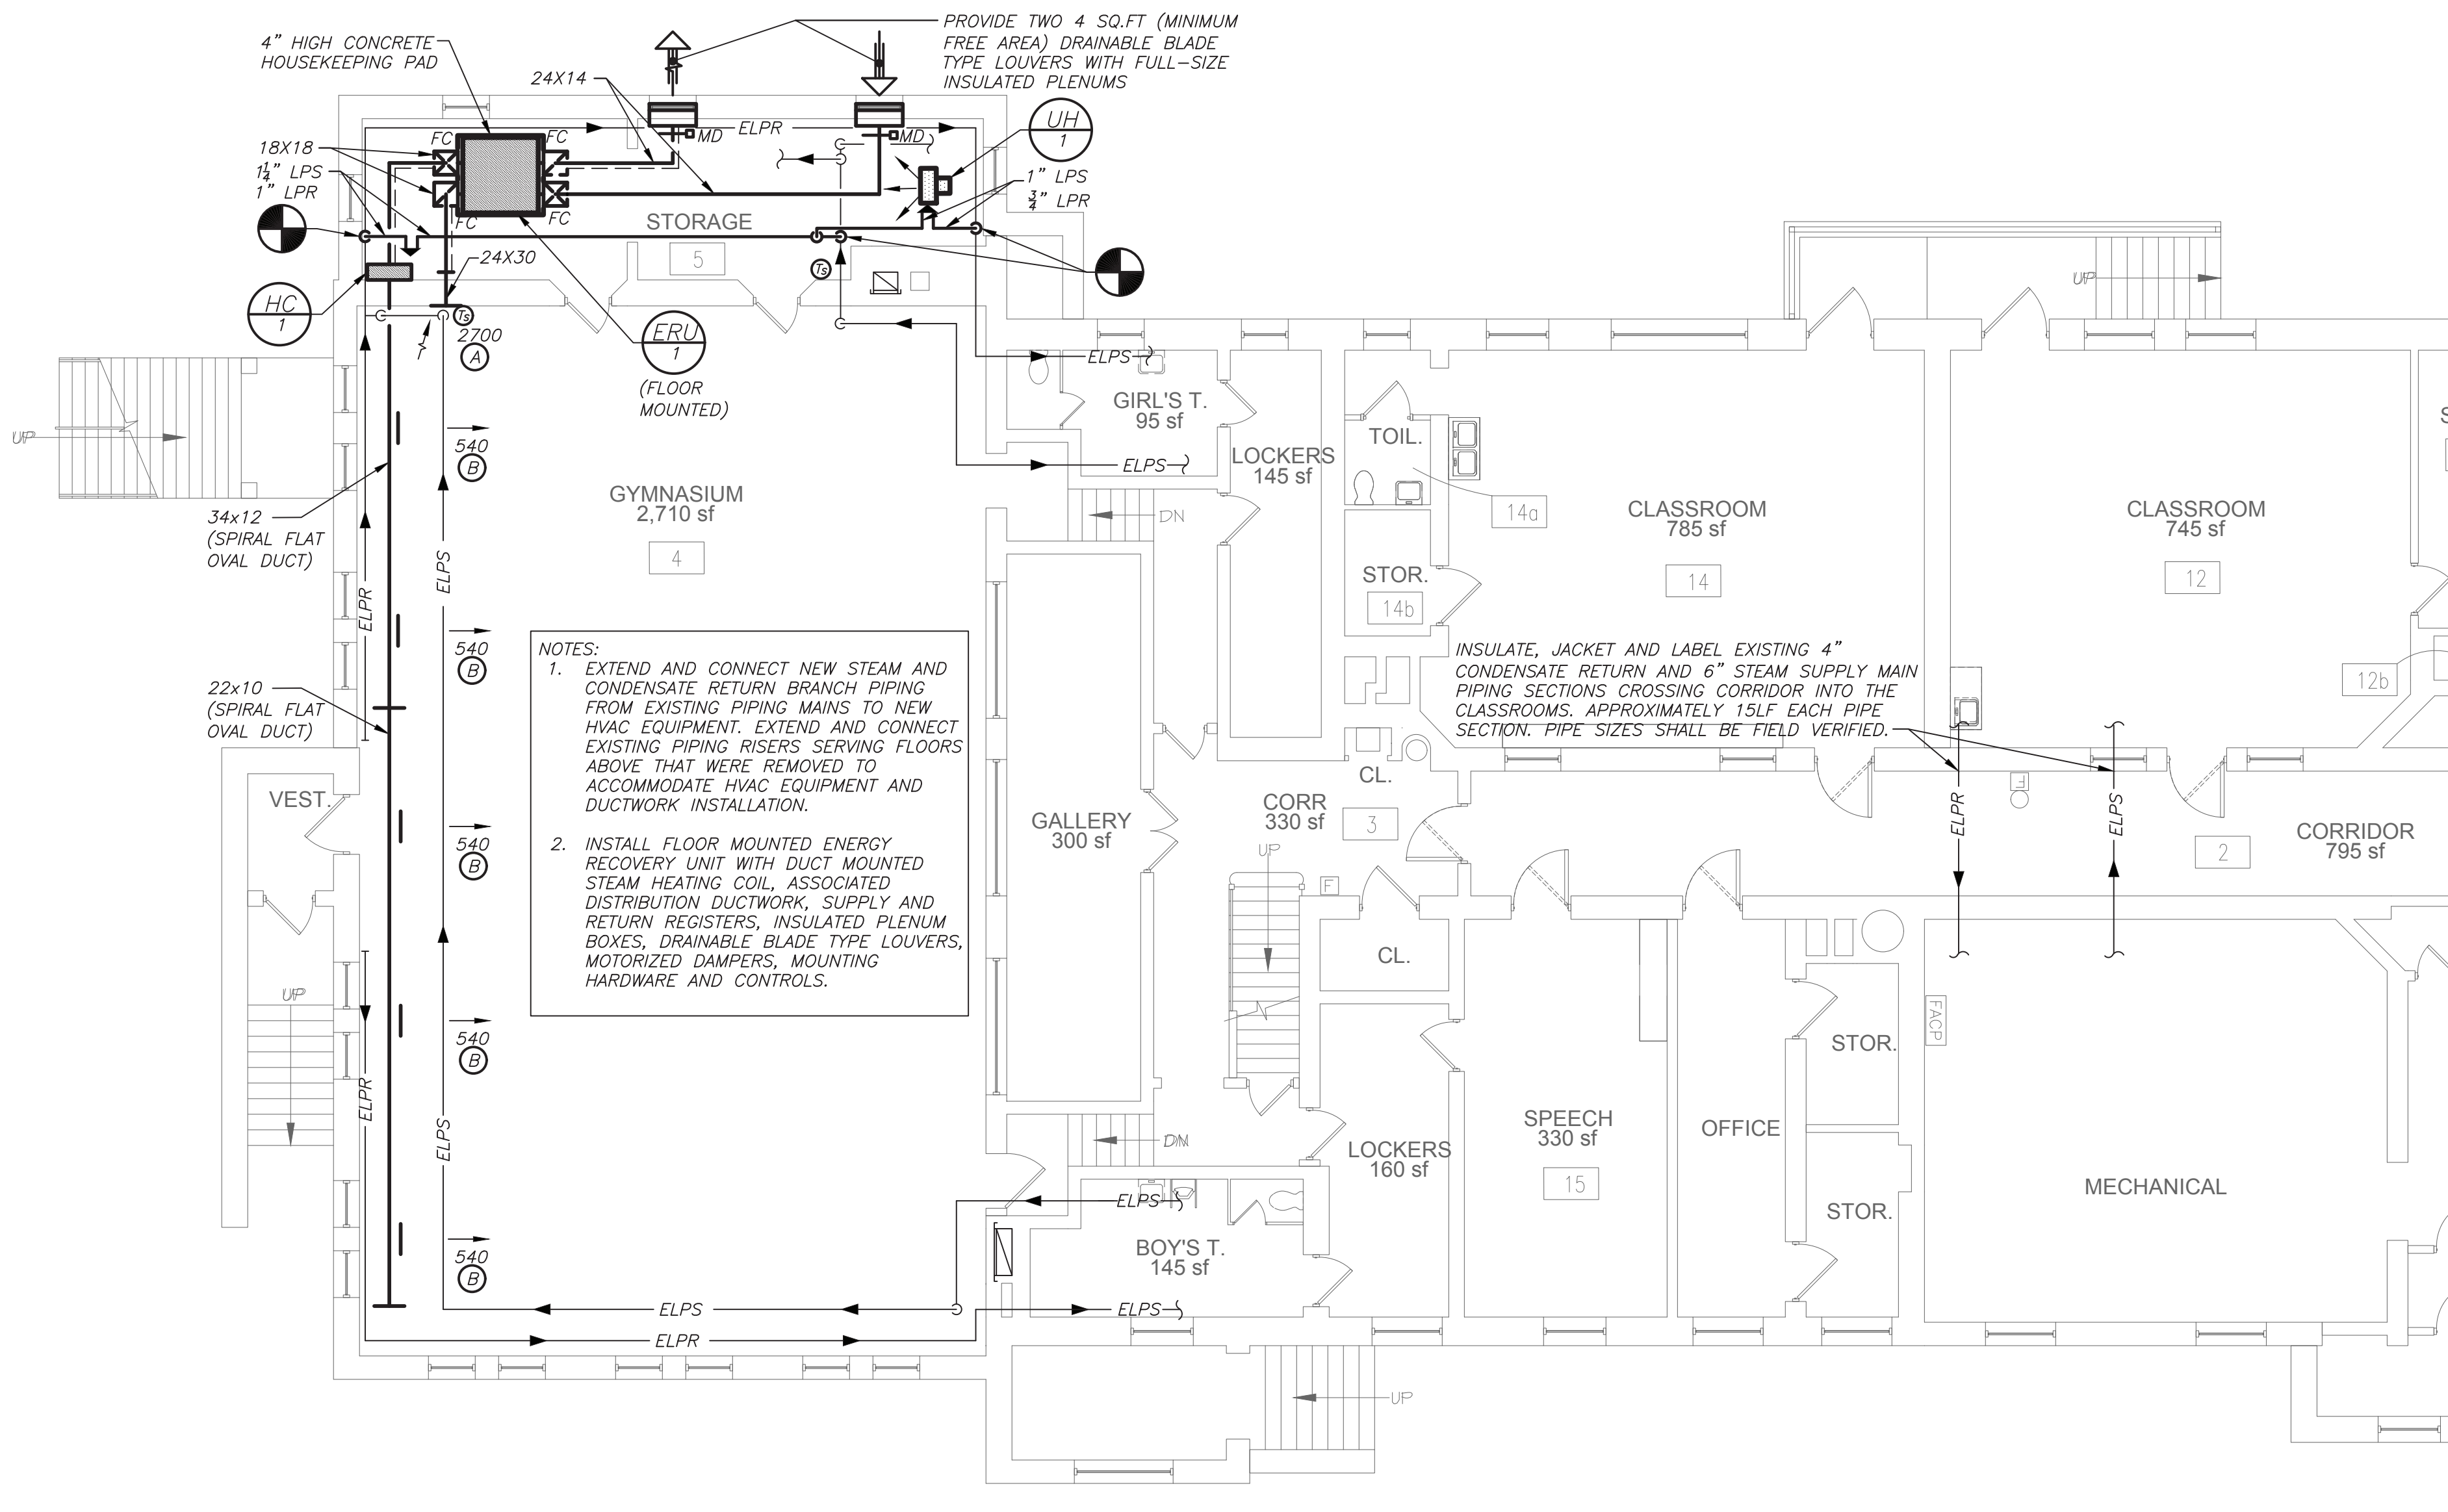 PROVIDE TWO 4 SQ.FT (MINIMUM
FREE AREA) DRAINABLE BLADE
TYPE LOUVERS WITH FULL-SIZE
INSULATED PLENUMS
4" HIGH CONCRETE
HOUSEKEEPING PAD
24X14
FC
FC
MD
ELPR
MD
UH
1
18X18
1 1/4" LPS
1" LPR
1" LPS
3/4" LPR
FC
FC
STORAGE
5
24X30
Ts
HC
1
Ts
2700
A
ERU
1
(FLOOR
MOUNTED)
UP
ELPS
GIRL'S T.
95 sf
TOIL.
UP
540
B
ELPS
LOCKERS
145 sf
GYMNASIUM
2,710 sf
4
DN
14a
CLASSROOM
785 sf
14
CLASSROOM
745 sf
12
S
34x12
(SPIRAL FLAT
OVAL DUCT)
ELPR
ELPS
STOR.
14b
540
B
22x10
(SPIRAL FLAT
OVAL DUCT)
NOTES:
1. EXTEND AND CONNECT NEW STEAM AND
CONDENSATE RETURN BRANCH PIPING
FROM EXISTING PIPING MAINS TO NEW
HVAC EQUIPMENT. EXTEND AND CONNECT
EXISTING PIPING RISERS SERVING FLOORS
ABOVE THAT WERE REMOVED TO
ACCOMMODATE HVAC EQUIPMENT AND
DUCTWORK INSTALLATION.
2. INSTALL FLOOR MOUNTED ENERGY
RECOVERY UNIT WITH DUCT MOUNTED
STEAM HEATING COIL, ASSOCIATED
DISTRIBUTION DUCTWORK, SUPPLY AND
RETURN REGISTERS, INSULATED PLENUM
BOXES, DRAINABLE BLADE TYPE LOUVERS,
MOTORIZED DAMPERS, MOUNTING
HARDWARE AND CONTROLS.
INSULATE, JACKET AND LABEL EXISTING 4"
CONDENSATE RETURN AND 6" STEAM SUPPLY MAIN
PIPING SECTIONS CROSSING CORRIDOR INTO THE
CLASSROOMS. APPROXIMATELY 15LF EACH PIPE
SECTION. PIPE SIZES SHALL BE FIELD VERIFIED.
12b
VEST.
540
B
GALLERY
300 sf
CORR
330 sf
3
CL.
UP
F
ELPR
F
ELPS
2
CORRIDOR
795 sf
CL.
UP
540
B
FACP
STOR.
ELPR
ELPS
DN
LOCKERS
160 sf
SPEECH
330 sf
15
OFFICE
MECHANICAL
STOR.
540
B
ELPS
BOY'S T.
145 sf
ELPS
ELPS
ELPR
UP